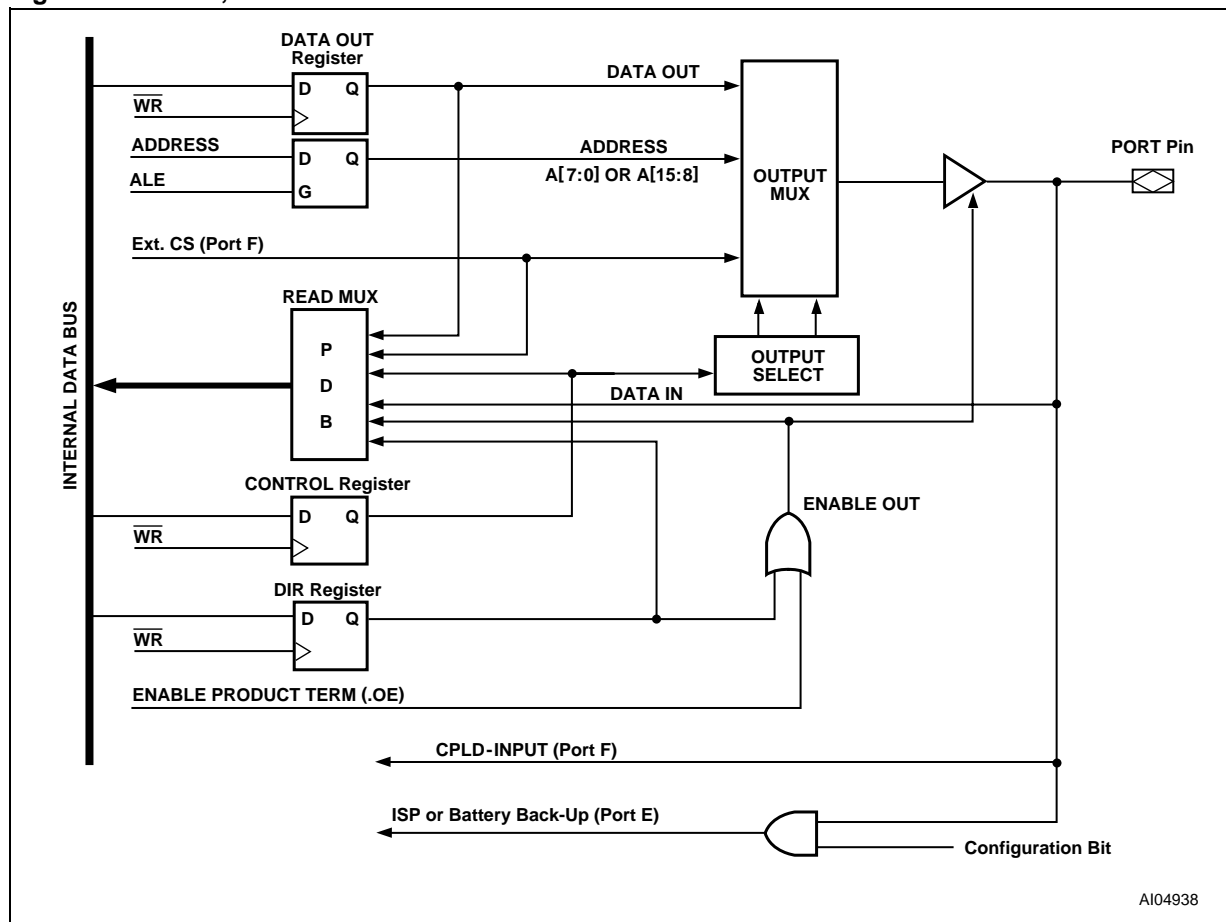 DATA OUT
Register
D Q
WR
DATA OUT
ADDRESS
D Q
ALE
G
ADDRESS
A[7:0] OR A[15:8]
OUTPUT
MUX
PORT Pin
Ext. CS (Port F)
INTERNAL DATA BUS
READ MUX
P
D
B
OUTPUT
SELECT
DATA IN
CONTROL Register
D Q
WR
ENABLE OUT
DIR Register
D Q
WR
ENABLE PRODUCT TERM (.OE)
CPLD-INPUT (Port F)
ISP or Battery Back-Up (Port E)
Configuration Bit
AI04938